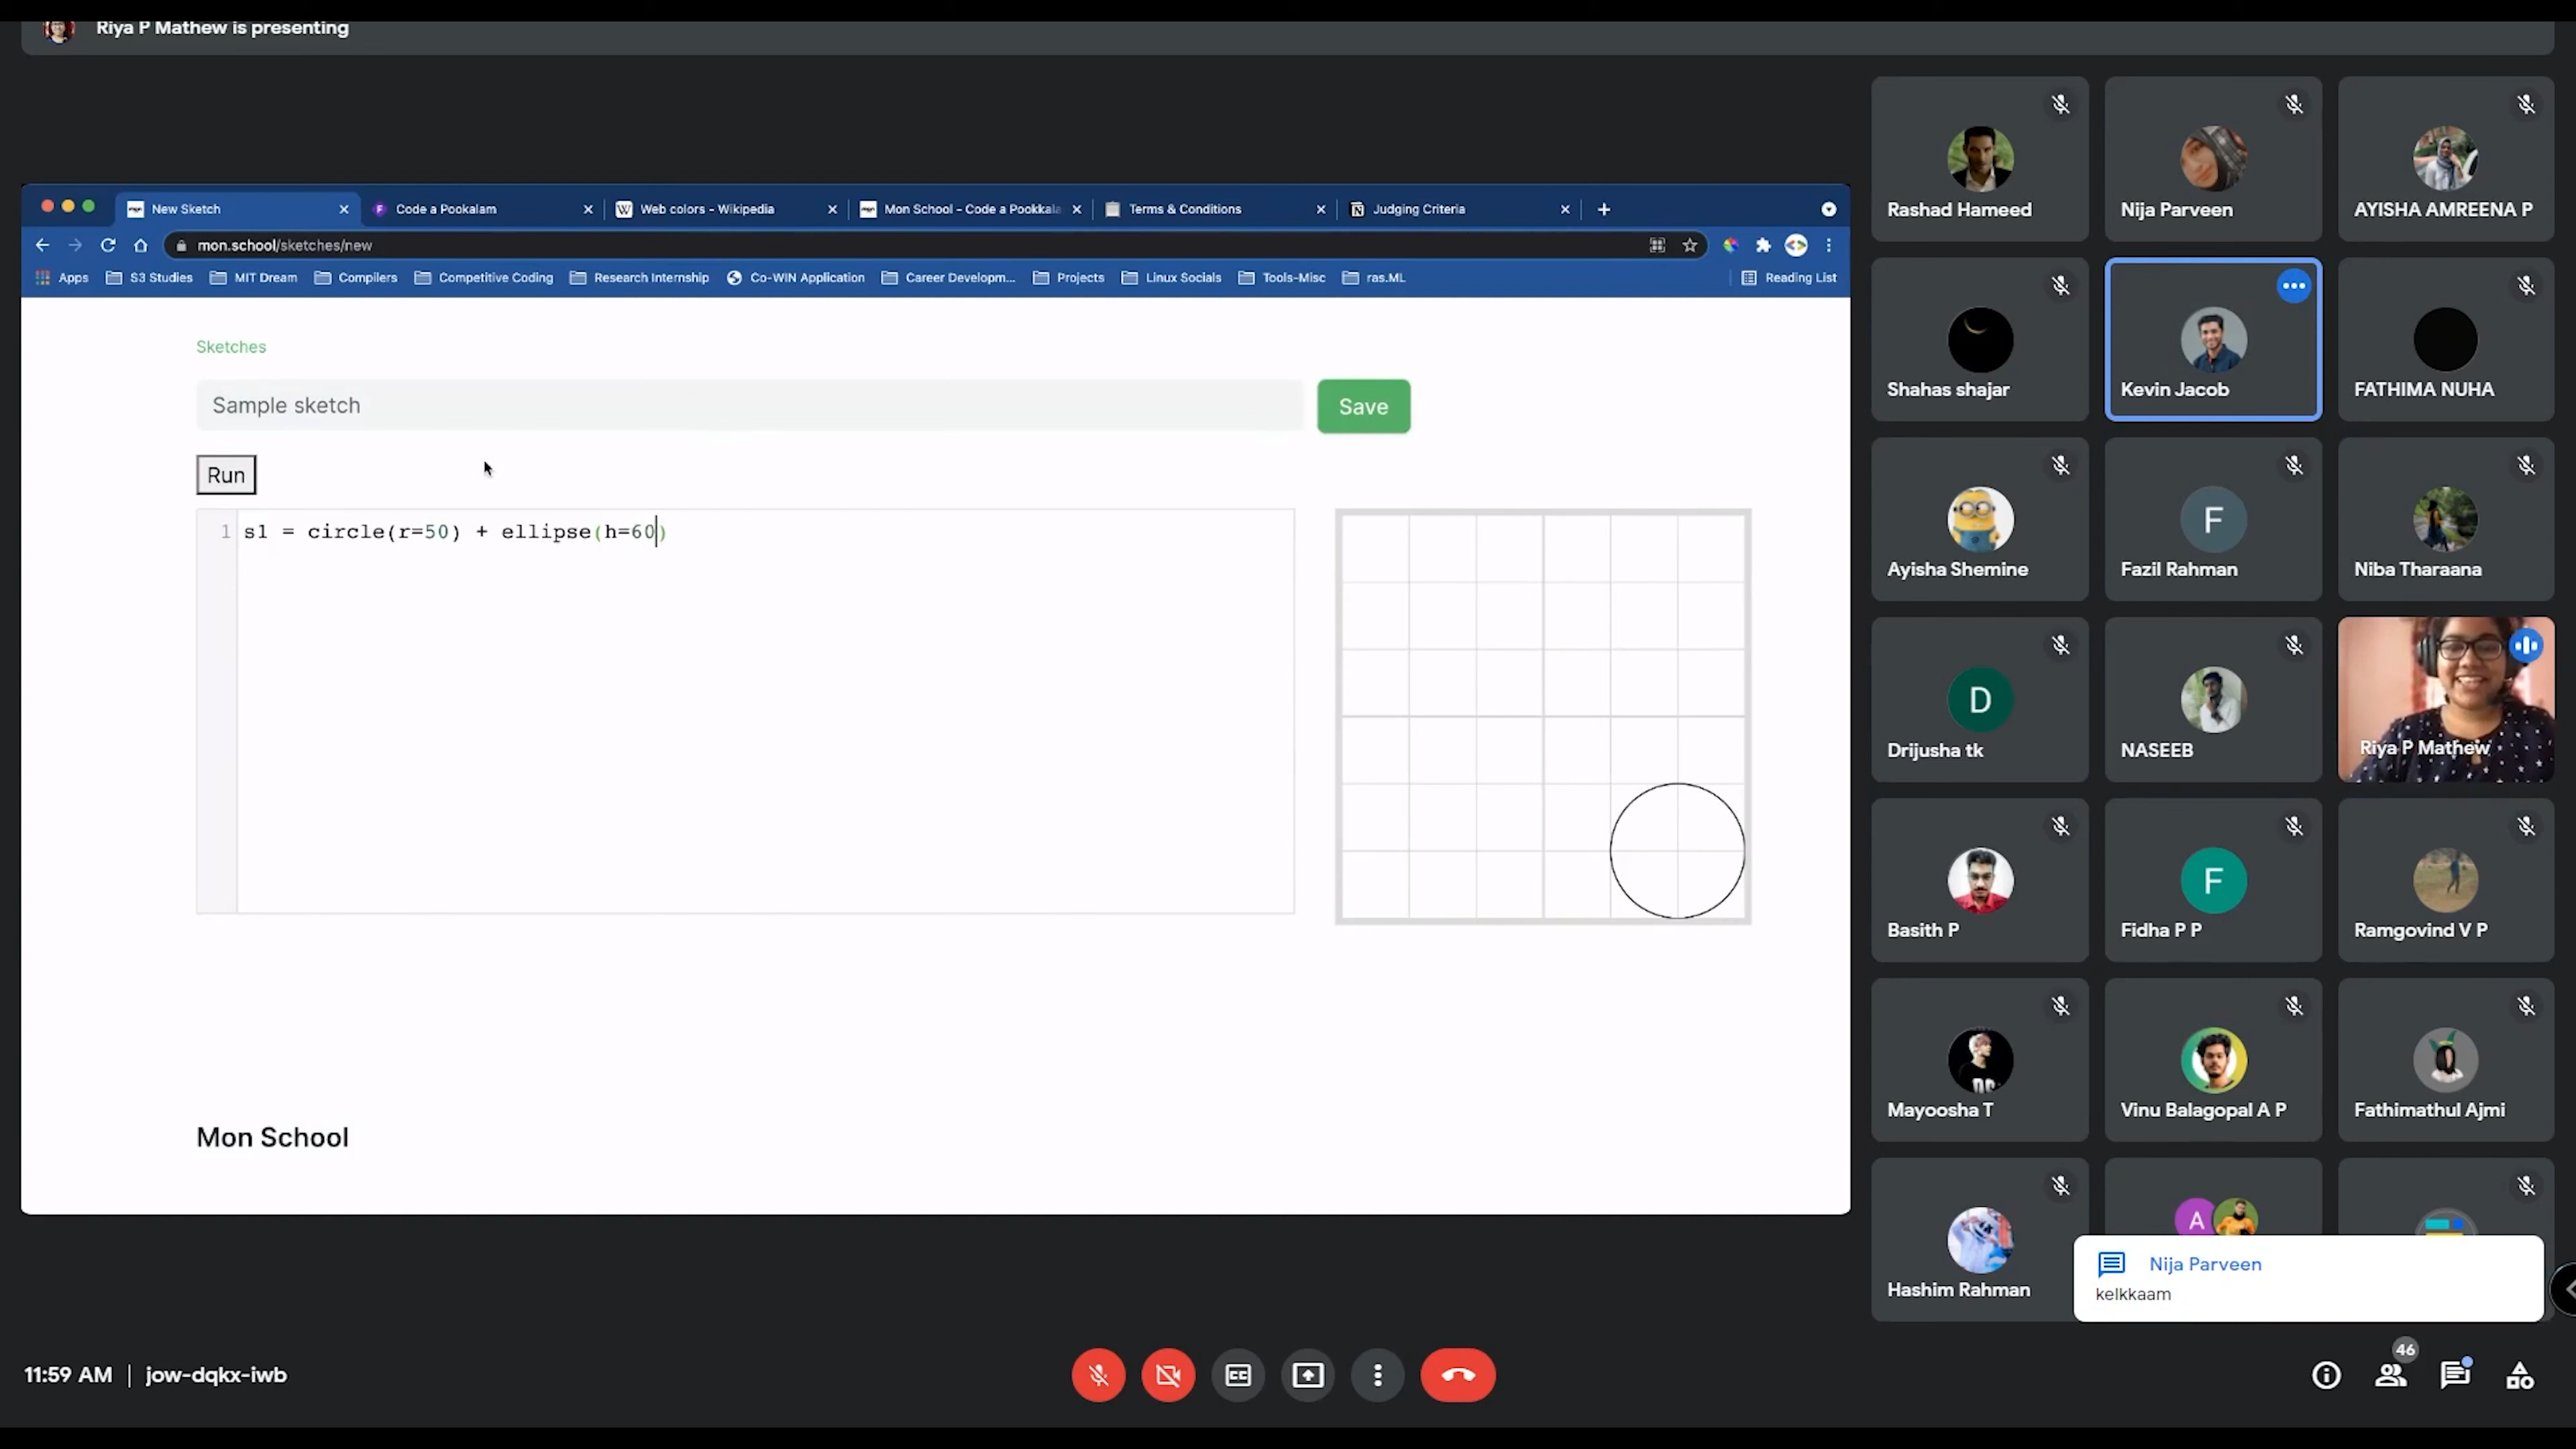 Riya P Mathew is presenting
New Sketch
Code a Pookalam
Web colors - Wikipedia
Mon School - Code a Pookkala
Terms & Conditions
Judging Criteria
mon.school/sketches/new
Apps
S3 Studies
MIT Dream
Compilers
Competitive Coding
Research Internship
Co-WIN Application
Career Developm...
Projects
Linux Socials
Tools-Misc
ras.ML
Reading List
Sketches
Sample sketch
Save
Run
1 s1 = circle(r=50) + ellipse(h=60)
Mon School
Rashad Hameed
Nija Parveen
AYISHA AMREENA P
Shahas shajar
Kevin Jacob
FATHIMA NUHA
Ayisha Shemine
F
Fazil Rahman
Niba Tharaana
D
Drijusha tk
NASEEB
Riya P Mathew
Basith P
F
Fidha P P
Ramgovind V P
Mayoosha T
Vinu Balagopal A P
Fathimathul Ajmi
Hashim Rahman
A
Nija Parveen
kelkkaam
11:59 AM | jow-dqkx-iwb
CC
46